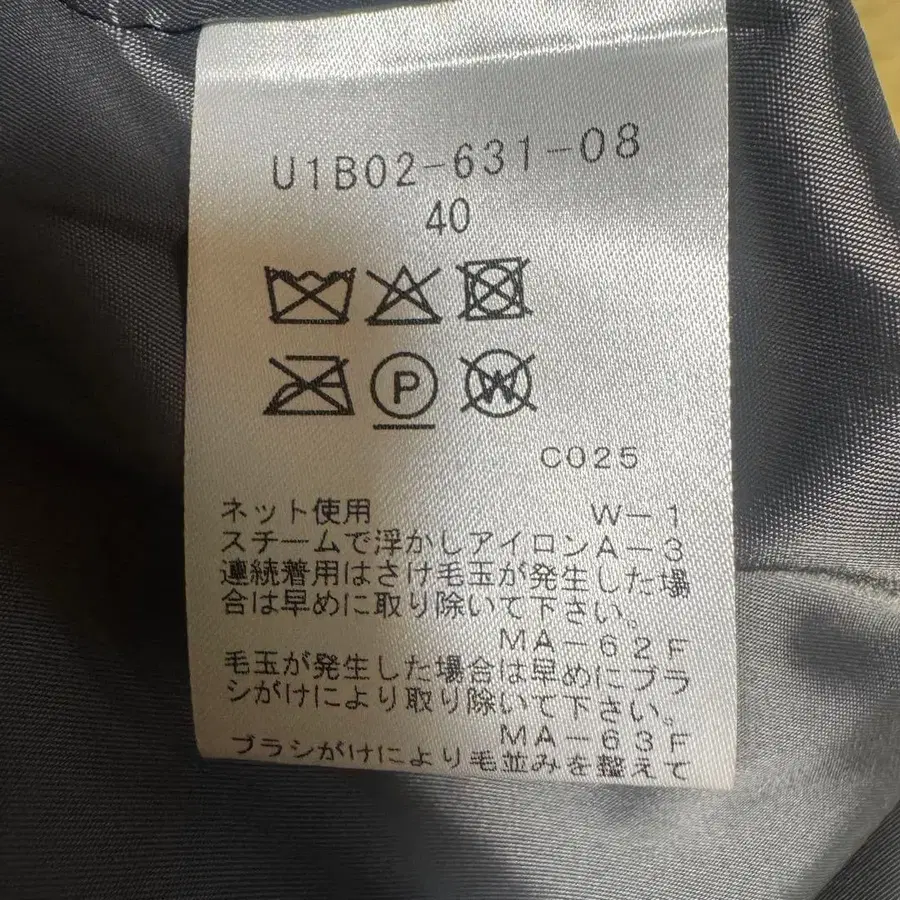 U1B02-631-08
40
P
W
C025
ネット使用 W-1
スチームで浮かしアイロンA-3
連続着用はさけ毛玉が発生した場
合は早めに取り除いて下さい。
MA-62F
毛玉が発生した場合は早めにブラ
シがけにより取り除いて下さい。
MA-63F
ブラシがけにより毛並みを整えて